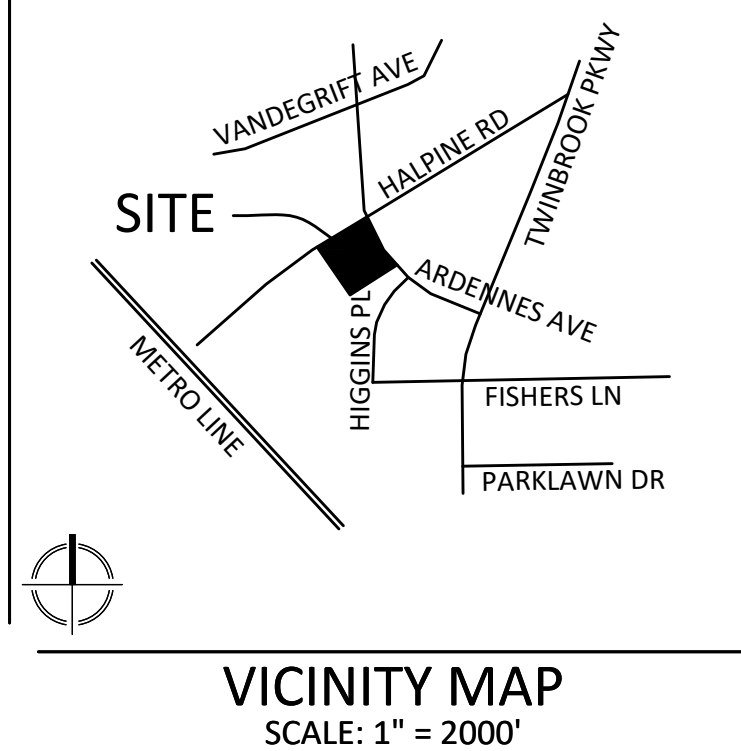 VANDEGRIFT AVE
HALPINE RD
TWINBROOK PKWY
SITE
ARDENNES AVE
HIGGINS PL
METRO LINE
FISHERS LN
PARKLAWN DR
VICINITY MAP
SCALE: 1" = 2000'